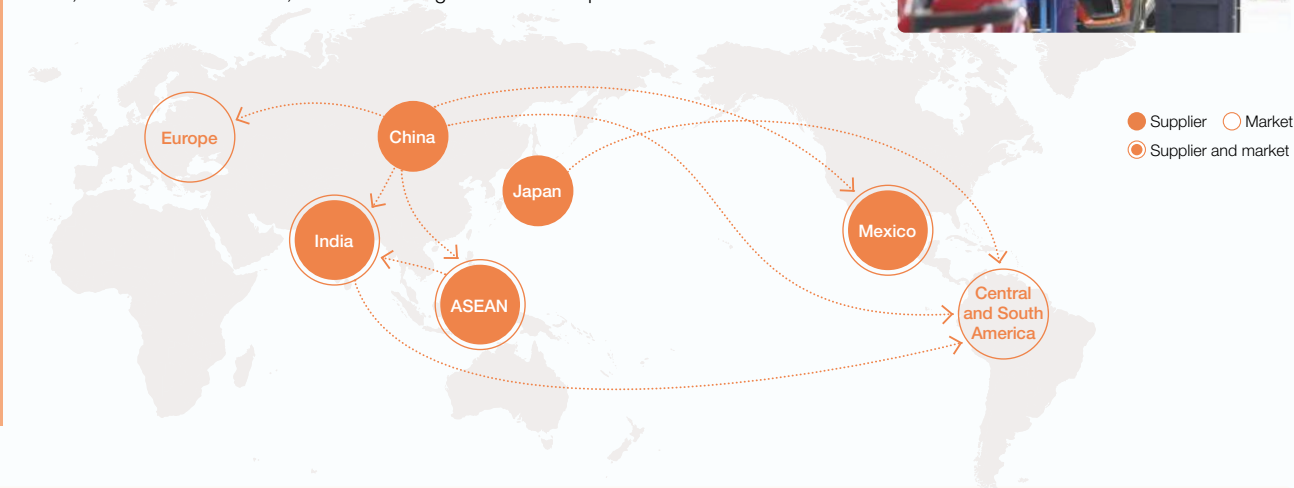 Europe
China
Japan
India
ASEAN
Mexico
Central
and South
America
Supplier
Market
Supplier and market